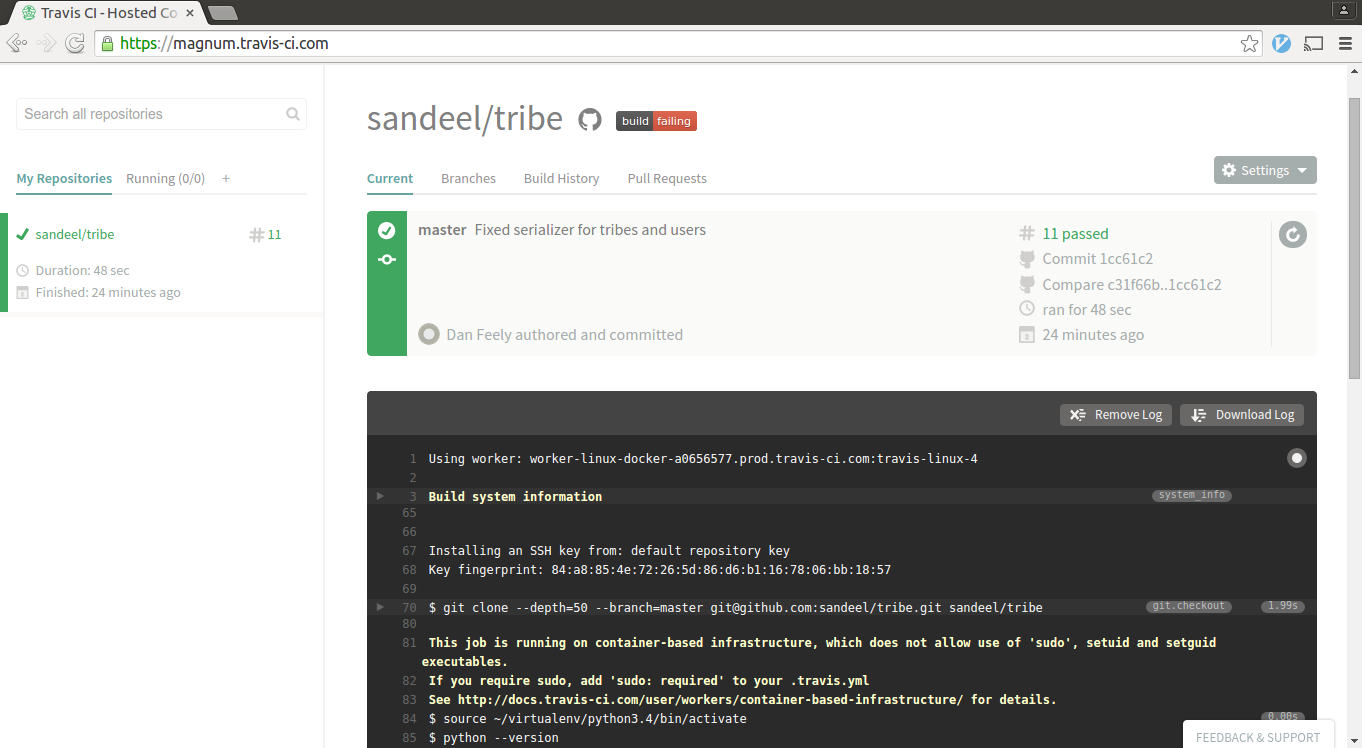 Travis CI - Hosted Co
https://magnum.travis-ci.com
Search all repositories
My Repositories Running (0/0) +
sandeel/tribe # 11
Duration: 48 sec
Finished: 24 minutes ago
sandeel/tribe build failing
Settings
Current Branches Build History Pull Requests
master Fixed serializer for tribes and users
Dan Feely authored and committed
# 11 passed
Commit 1cc61c2
Compare c31f66b..1cc61c2
ran for 48 sec
24 minutes ago
Remove Log Download Log
1 Using worker: worker-linux-docker-a0656577.prod.travis-ci.com:travis-linux-4
2
3 Build system information system_info
65
66
67 Installing an SSH key from: default repository key
68 Key fingerprint: 84:a8:85:4e:72:26:5d:86:d6:b1:16:78:06:bb:18:57
69
70 $ git clone --depth=50 --branch=master git@github.com:sandeel/tribe.git sandeel/tribe git.checkout 1.99s
80
81 This job is running on container-based infrastructure, which does not allow use of 'sudo', setuid and setguid
executables.
82 If you require sudo, add 'sudo: required' to your .travis.yml
83 See http://docs.travis-ci.com/user/workers/container-based-infrastructure/ for details.
84 $ source ~/virtualenv/python3.4/bin/activate 0.00s
85 $ python --version
FEEDBACK & SUPPORT